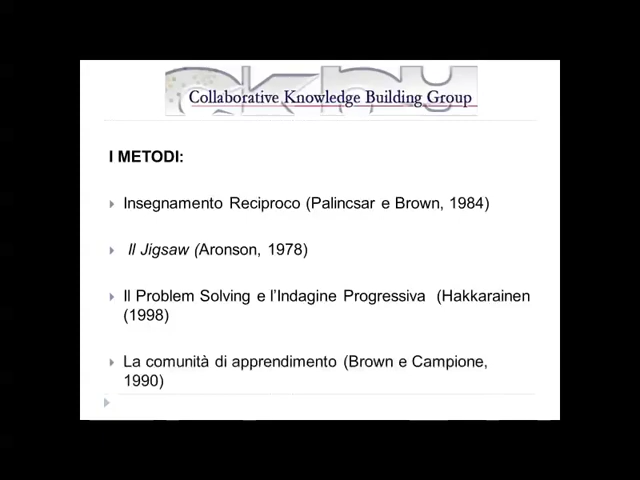 Collaborative Knowledge Building Group
I METODI:
Insegnamento Reciproco (Palincsar e Brown, 1984)
Il Jigsaw (Aronson, 1978)
Il Problem Solving e l'Indagine Progressiva (Hakkarainen
(1998)
La comunità di apprendimento (Brown e Campione,
1990)